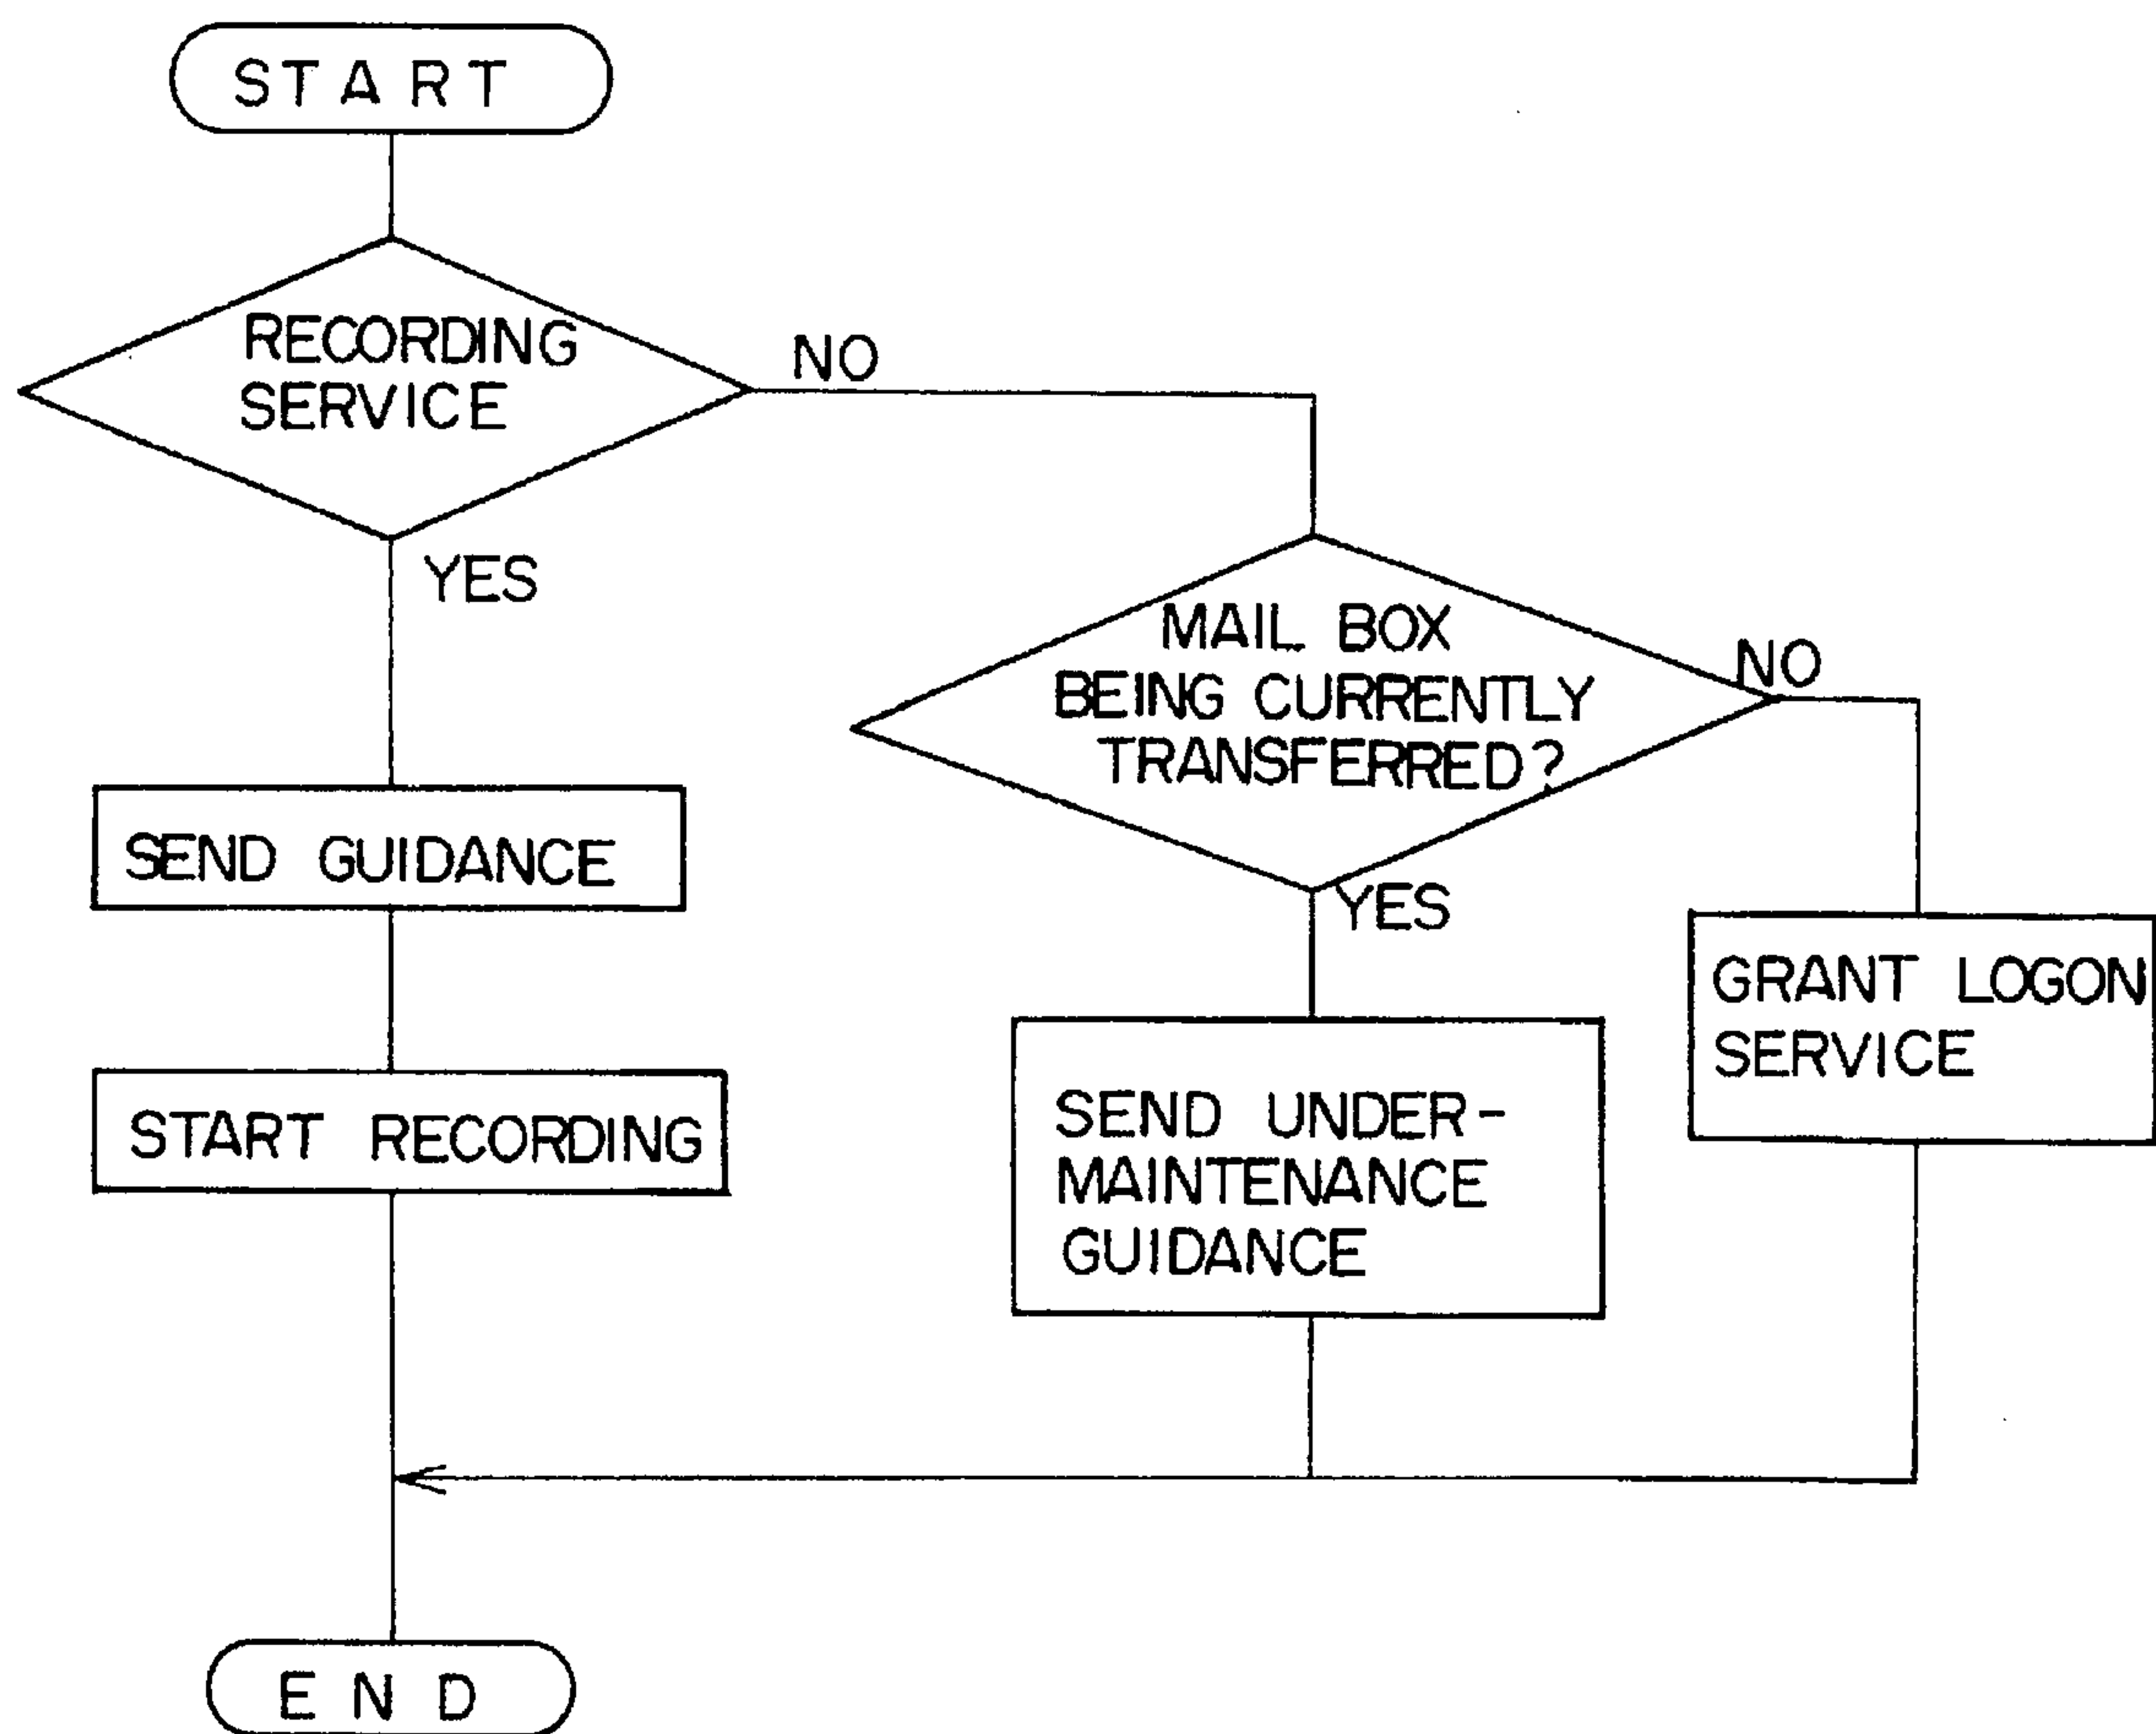 START
RECORDING
SERVICE
NO
YES
MAIL BOX
BEING CURRENTLY
TRANSFERRED?
NO
YES
SEND GUIDANCE
START RECORDING
SEND UNDER-
MAINTENANCE
GUIDANCE
GRANT LOGON
SERVICE
END